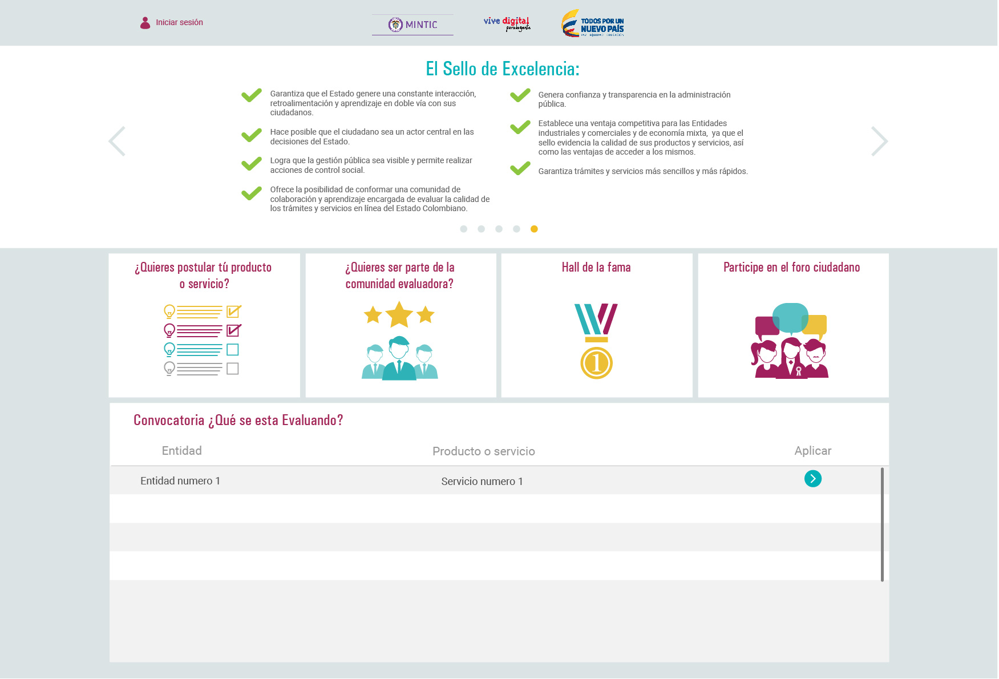 Iniciar sesión
MINTIC
vive digital
para la gente
TODOS POR UN
NUEVO PAÍS
PAZ EQUIDAD EDUCACIÓN
El Sello de Excelencia:
Garantiza que el Estado genere una constante interacción,
retroalimentación y aprendizaje en doble vía con sus
ciudadanos.
Hace posible que el ciudadano sea un actor central en las
decisiones del Estado.
Logra que la gestión pública sea visible y permite realizar
acciones de control social.
Ofrece la posibilidad de conformar una comunidad de
colaboración y aprendizaje encargada de evaluar la calidad de
los trámites y servicios en línea del Estado Colombiano.
Genera confianza y transparencia en la administración
pública.
Establece una ventaja competitiva para las Entidades
industriales y comerciales y de economía mixta,  ya que el
sello evidencia la calidad de sus productos y servicios, así
como las ventajas de acceder a los mismos.
Garantiza trámites y servicios más sencillos y más rápidos.
¿Quieres postular tú producto
o servicio?
¿Quieres ser parte de la
comunidad evaluadora?
Hall de la fama
1
Participe en el foro ciudadano
Convocatoria ¿Qué se esta Evaluando?
Entidad
Producto o servicio
Aplicar
Entidad numero 1
Servicio numero 1